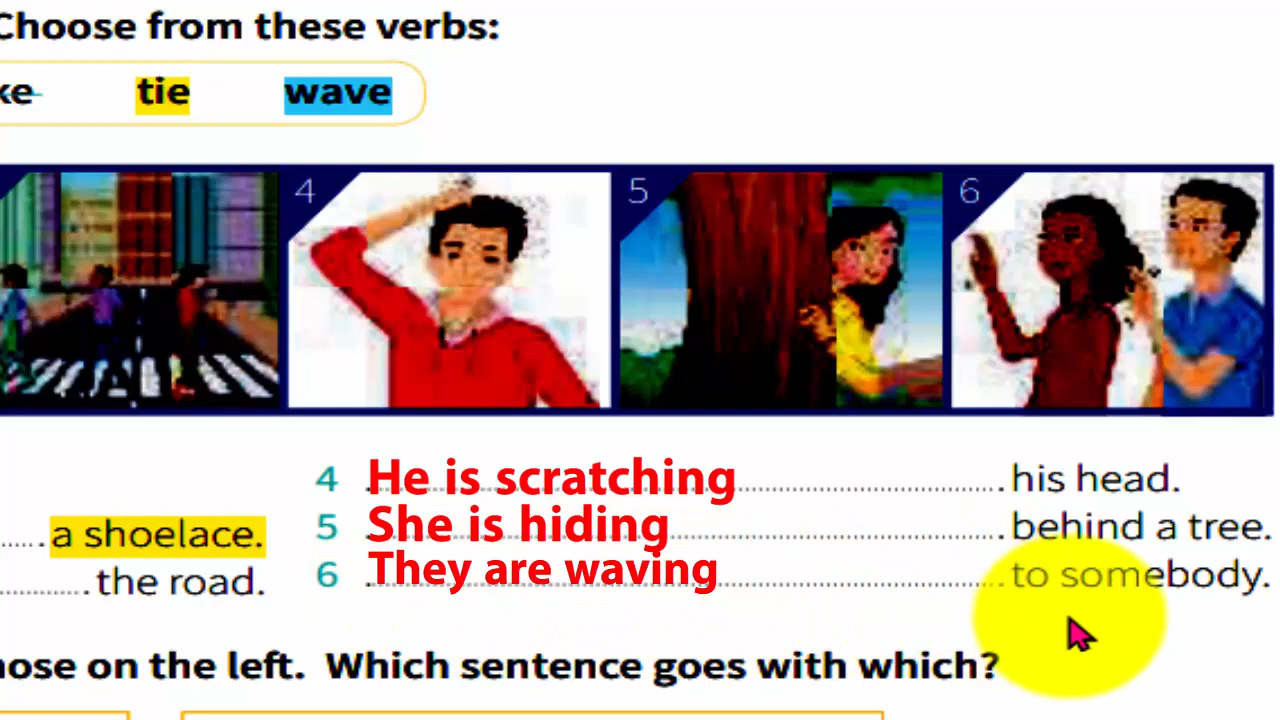 Choose from these verbs:
ke tie wave
4 5 6
4 He is scratching his head.
a shoelace. 5 She is hiding behind a tree.
the road. 6 They are waving to somebody.
hose on the left. Which sentence goes with which?